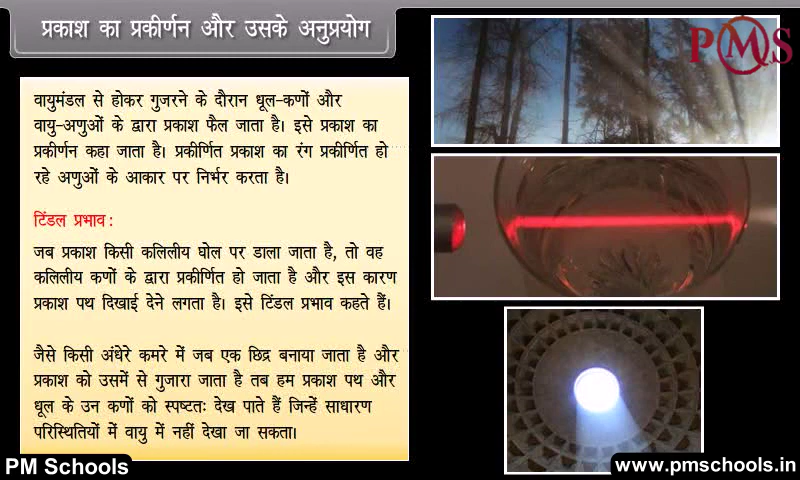 प्रकाश का प्रकीर्णन और उसके अनुप्रयोग
PMS
वायुमंडल से होकर गुजरने के दौरान धूल-कणों और
वायु-अणुओं के द्वारा प्रकाश फैल जाता है। इसे प्रकाश का
प्रकीर्णन कहा जाता है। प्रकीर्णित प्रकाश का रंग प्रकीर्णित हो
रहे अणुओं के आकार पर निर्भर करता है।
टिंडल प्रभाव:
जब प्रकाश किसी कलिलीय घोल पर डाला जाता है, तो वह
कलिलीय कणों के द्वारा प्रकीर्णित हो जाता है और इस कारण
प्रकाश पथ दिखाई देने लगता है। इसे टिंडल प्रभाव कहते हैं।
जैसे किसी अंधेरे कमरे में जब एक छिद्र बनाया जाता है और
प्रकाश को उसमें से गुजारा जाता है तब हम प्रकाश पथ और
धूल के उन कणों को स्पष्टतः देख पाते हैं जिन्हें साधारण
परिस्थितियों में वायु में नहीं देखा जा सकता।
PM Schools
www.pmschools.in